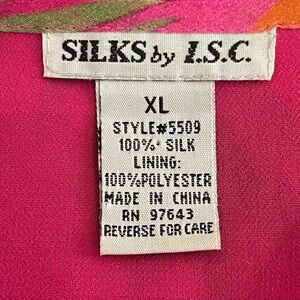 SILKS by I.S.C.
XL
STYLE#5509
100% SILK
LINING:
100%POLYESTER
MADE IN CHINA
RN 97643
REVERSE FOR CARE